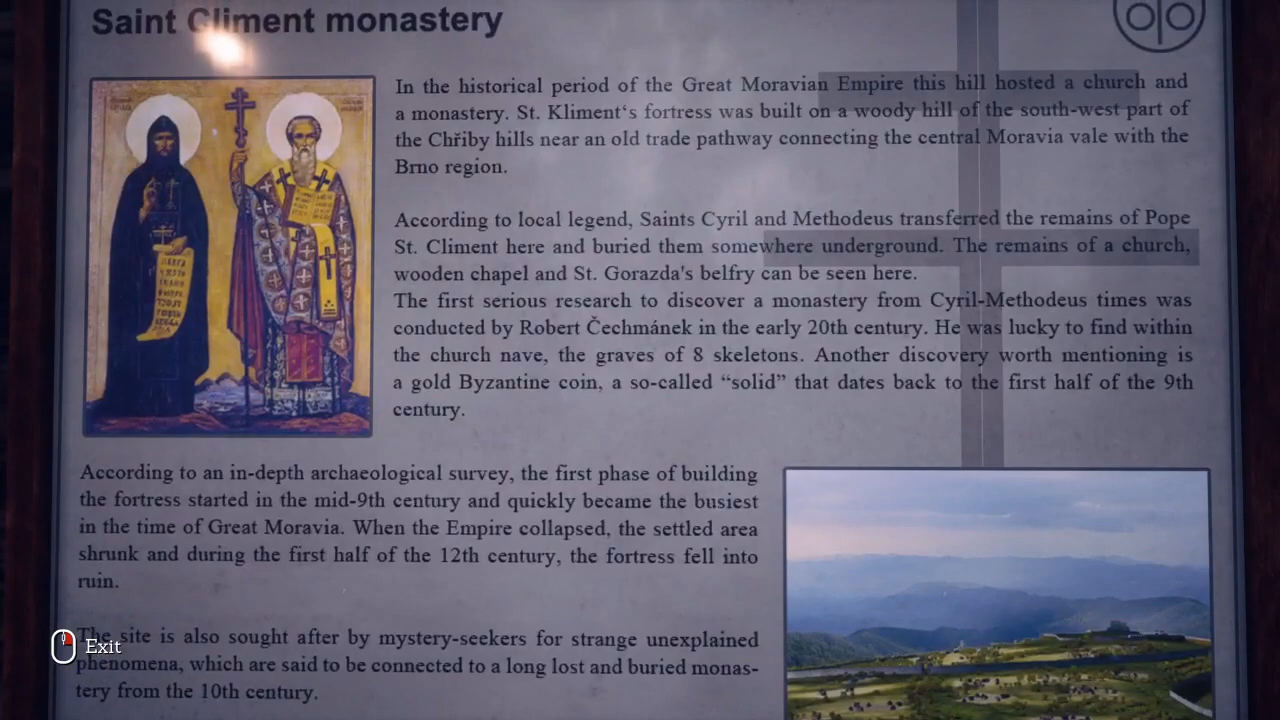 Saint Climent monastery
In the historical period of the Great Moravian Empire this hill hosted a church and
a monastery. St. Kliment‘s fortress was built on a woody hill of the south-west part of
the Chřiby hills near an old trade pathway connecting the central Moravia vale with the
Brno region.
According to local legend, Saints Cyril and Methodeus transferred the remains of Pope
St. Climent here and buried them somewhere underground. The remains of a church,
wooden chapel and St. Gorazda's belfry can be seen here.
The first serious research to discover a monastery from Cyril-Methodeus times was
conducted by Robert Čechmánek in the early 20th century. He was lucky to find within
the church nave, the graves of 8 skeletons. Another discovery worth mentioning is
a gold Byzantine coin, a so-called “solid” that dates back to the first half of the 9th
century.
According to an in-depth archaeological survey, the first phase of building
the fortress started in the mid-9th century and quickly became the busiest
in the time of Great Moravia. When the Empire collapsed, the settled area
shrunk and during the first half of the 12th century, the fortress fell into
ruin.
The site is also sought after by mystery-seekers for strange unexplained
phenomena, which are said to be connected to a long lost and buried monas-
tery from the 10th century.
Exit